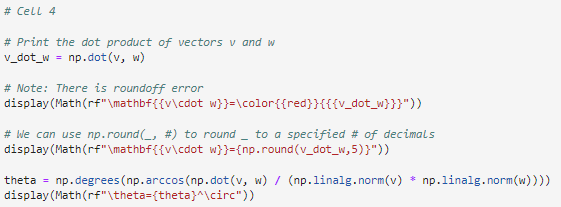 # Cell 4
# Print the dot product of vectors v and w
v_dot_w = np.dot(v, w)
# Note: There is roundoff error
display(Math(rf"\mathbf{{v\cdot w}}=\color{{red}}{{{v_dot_w}}}"))
# We can use np.round(_, #) to round _ to a specified # of decimals
display(Math(rf"\mathbf{{v\cdot w}}={np.round(v_dot_w,5)}"))
theta = np.degrees(np.arccos(np.dot(v, w) / (np.linalg.norm(v) * np.linalg.norm(w))))
display(Math(rf"\theta={theta}^\circ"))